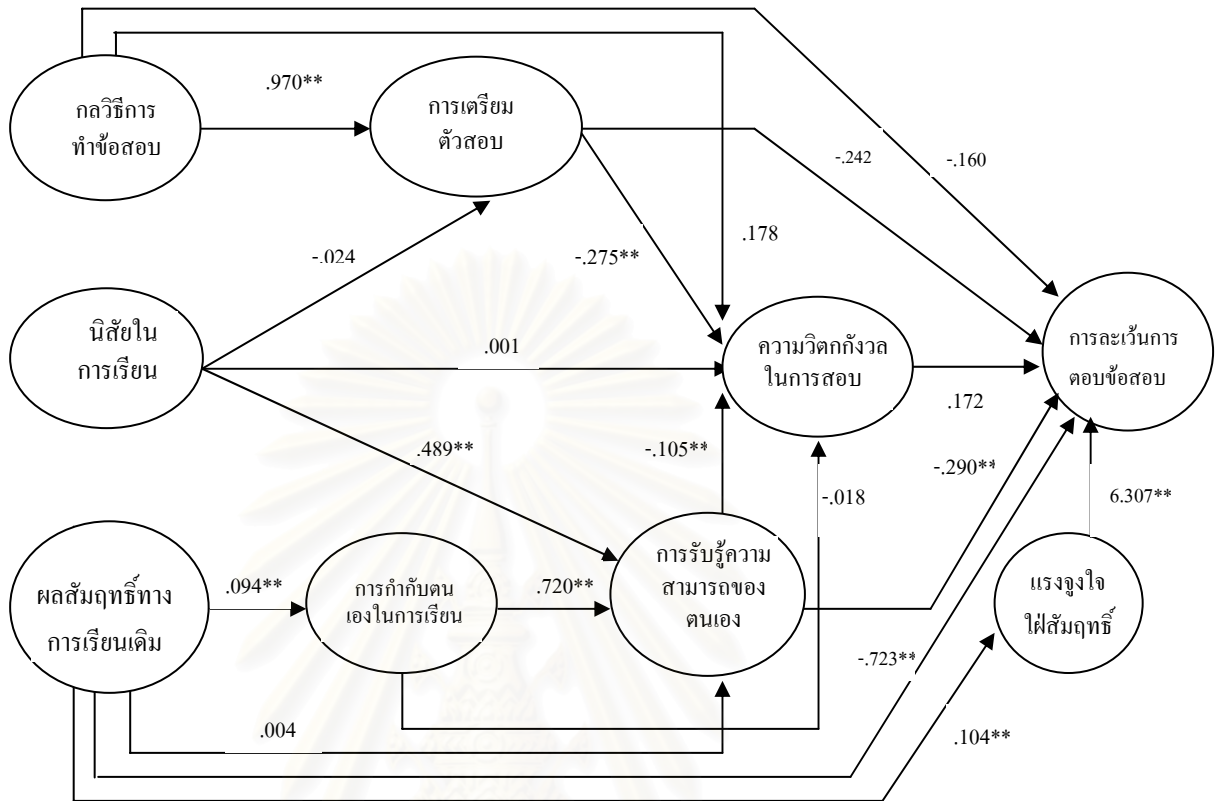 .970**
กลวิธีการ
ทำข้อสอบ
การเตรียม
ตัวสอบ
-.242
-.160
-.024
-.275**
.178
นิสัยใน
การเรียน
.001
ความวิตกกังวล
ในการสอบ
การละเว้นการ
ตอบข้อสอบ
.172
.489**
-.105**
-.290**
-.018
6.307**
ผลสัมฤทธิ์ทาง
การเรียนเดิม
.094**
การกำกับตน
เองในการเรียน
.720**
การรับรู้ความ
สามารถของ
ตนเอง
แรงจูงใจ
ใฝ่สัมฤทธิ์
-.723**
.004
.104**